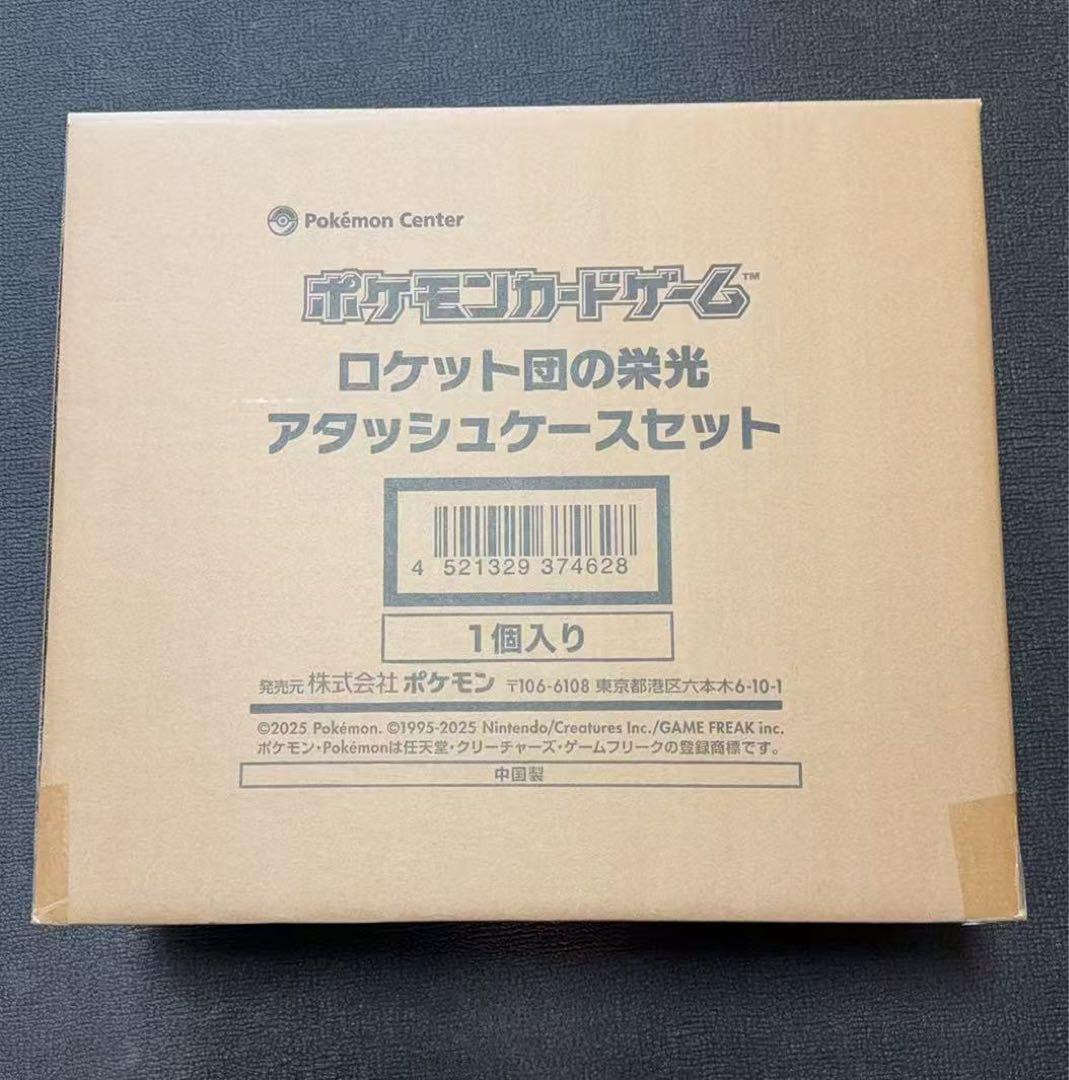 Pokémon Center
ポケモンカードゲーム™
ロケット団の栄光
アタッシュケースセット
4 521329 374628
1個入り
発売元 株式会社 ポケモン 〒106-6108 東京都港区六本木6-10-1
©2025 Pokémon. ©1995-2025 Nintendo/Creatures Inc./GAME FREAK inc.
ポケモン・Pokémonは任天堂・クリーチャーズ・ゲームフリークの登録商標です。
中国製